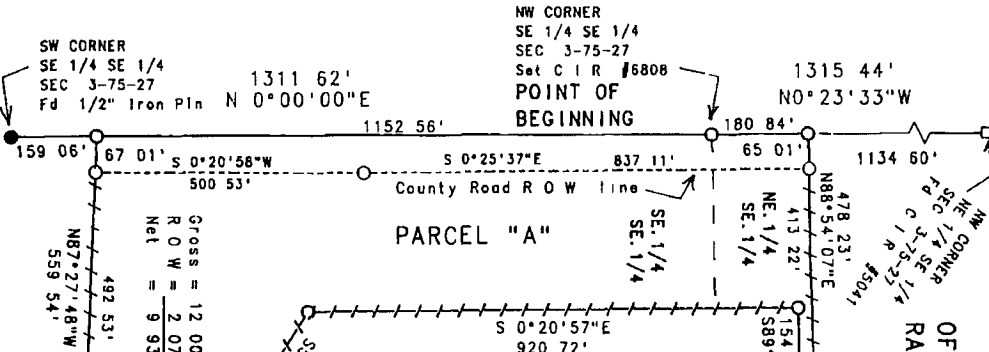 SW CORNER
SE 1/4 SE 1/4
SEC 3-75-27
Fd 1/2" Iron Pin
1311 62'
N 0°00'00"E
NW CORNER
SE 1/4 SE 1/4
SEC 3-75-27
Set C I R #6808
POINT OF
BEGINNING
1315 44'
N0°23'33"W
1152 56'
180 84'
159 06'
67 01'
65 01'
1134 60'
S 0°20'58"W
500 53'
S 0°25'37"E
837 11'
County Road R O W line
PARCEL "A"
SE. 1/4
SE. 1/4
NE. 1/4
SE. 1/4
478 23'
N88°54'07"E
413 22'
NW CORNER
NE 1/4 SE 1/4
SEC 3-75-27
Fd C I R #5041
Gross = 12 00
R O W = 2 07
Net = 9 93
492 53'
N87°27'48"W
559 54'
S 0°20'57"E
920 72'
154
S89°
OF
RA